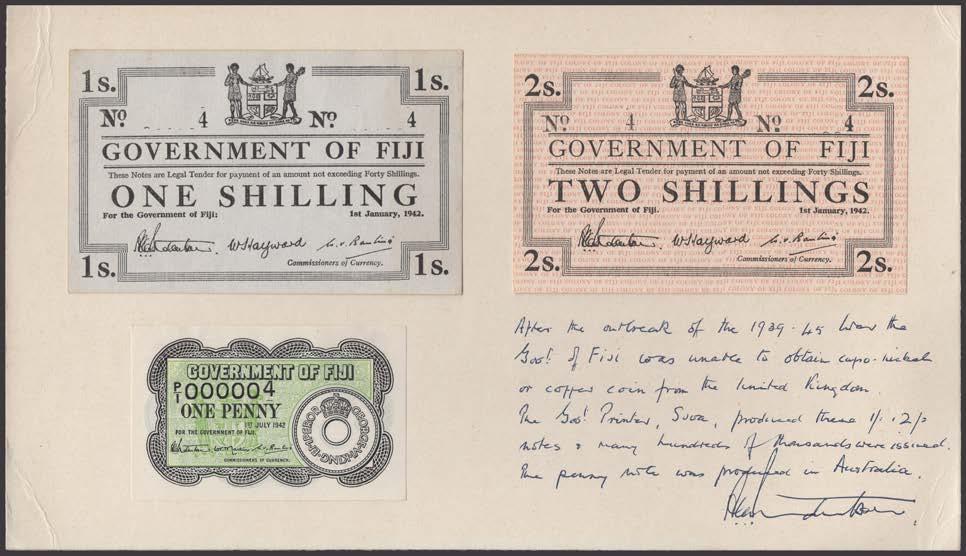 1s. 1s.
No 4 No 4
GOVERNMENT OF FIJI
These Notes are Legal Tender for payment of an amount not exceeding Forty Shillings.
ONE SHILLING
For the Government of Fiji: 1st January, 1942.
W Hayward
Commissioners of Currency.
1s. 1s.
2s. 2s.
No 4 No 4
GOVERNMENT OF FIJI
These Notes are Legal Tender for payment of an amount not exceeding Forty Shillings.
TWO SHILLINGS
For the Government of Fiji. 1st January, 1942.
W Hayward
Commissioners of Currency.
2s. 2s.
GOVERNMENT OF FIJI
P/1 000004
ONE PENNY
1ST JULY 1942
FOR THE GOVERNMENT OF FIJI.
COMMISSIONERS OF CURRENCY.
GEORGE VI KING EMPEROR
After the outbreak of the 1939-45 War the
Govt. of Fiji was unable to obtain cupro-nickel
or copper coin from the United Kingdom.
The Govt. Printer, Suva, produced these 1/- & 2/-
notes & many hundreds of thousands were issued.
The penny note was produced in Australia.